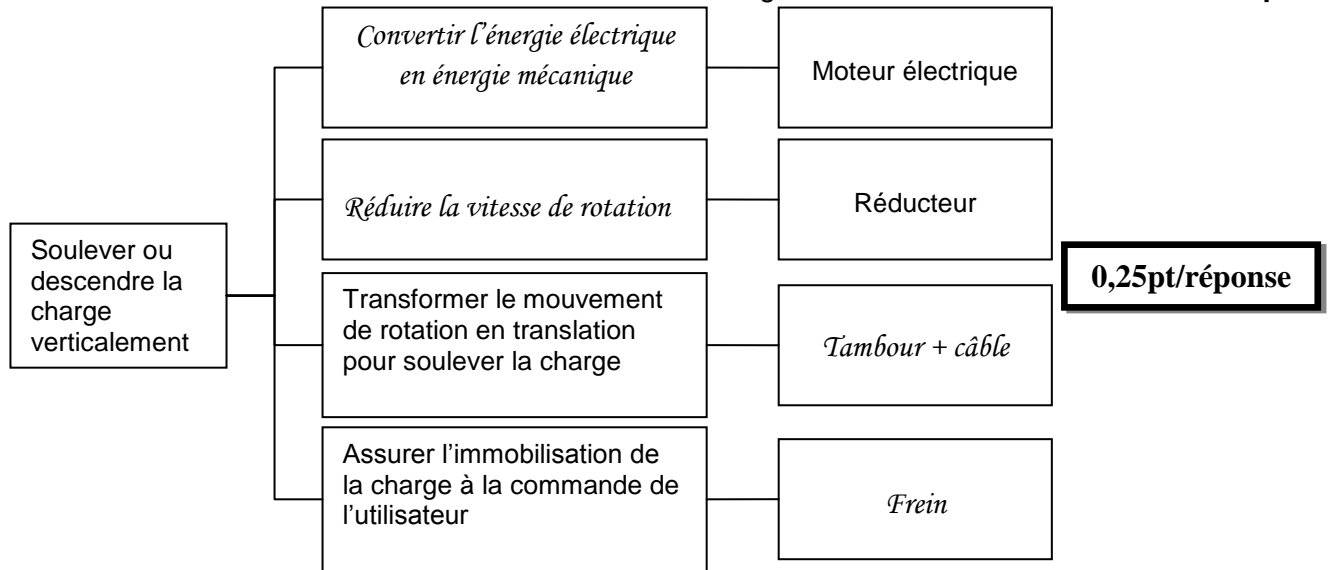 Convertir l'énergie électrique
en énergie mécanique
Moteur électrique
Réduire la vitesse de rotation
Réducteur
Soulever ou
descendre la
charge
verticalement
0,25pt/réponse
Transformer le mouvement
de rotation en translation
pour soulever la charge
Tambour + câble
Assurer l'immobilisation de
la charge à la commande de
l'utilisateur
Frein